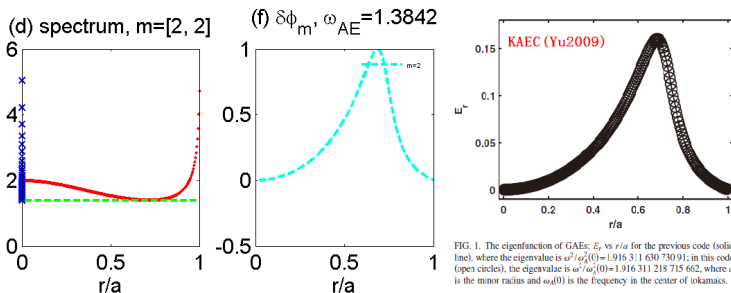 (d) spectrum, m=[2, 2]
6
4
2
0
0
0.5
1
r/a
(f) δϕm, ωAE=1.3842
1
0.5
0
-0.5
0
0.5
1
r/a
m=2
KAEC(Yu2009)
0.15
0.1
0.05
0
Er
0
0.2
0.4
0.6
0.8
1
r/a
FIG. 1. The eigenfunction of GAEs: Er vs r/a for the previous code (solid
line), where the eigenvalue is ω²/ω²A(0)=1.916 311 630 730 91; in this code
(open circles), the eigenvalue is ω²/ω²A(0)=1.916 311 218 715 662, where
is the minor radius and ωA(0) is the frequency in the center of tokamaks.